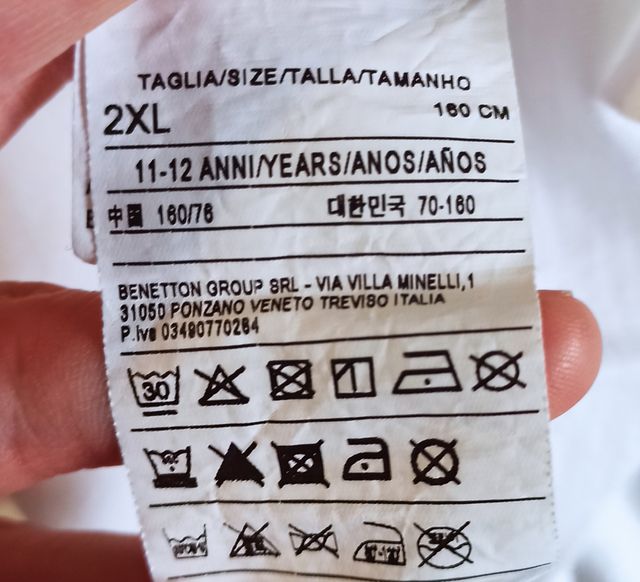 TAGLIA/SIZE/TALLA/TAMANHO
2XL 160 CM
11-12 ANNI/YEARS/ANOS/AÑOS
中国 160/76 대한민국 70-160
BENETTON GROUP SRL - VIA VILLA MINELLI,1
31050 PONZANO VENETO TREVISO ITALIA
P.Iva 03490770264
30